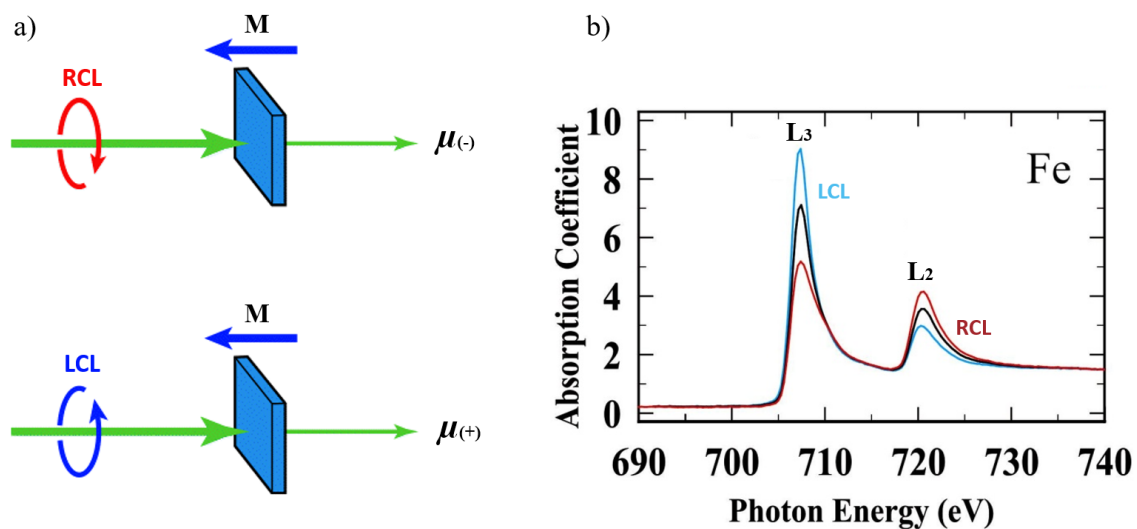 a)
M
RCL
μ(-)
M
LCL
μ(+)
b)
Absorption Coefficient
10
8
6
4
2
0
L3
LCL
Fe
L2
RCL
690 700 710 720 730 740
Photon Energy (eV)